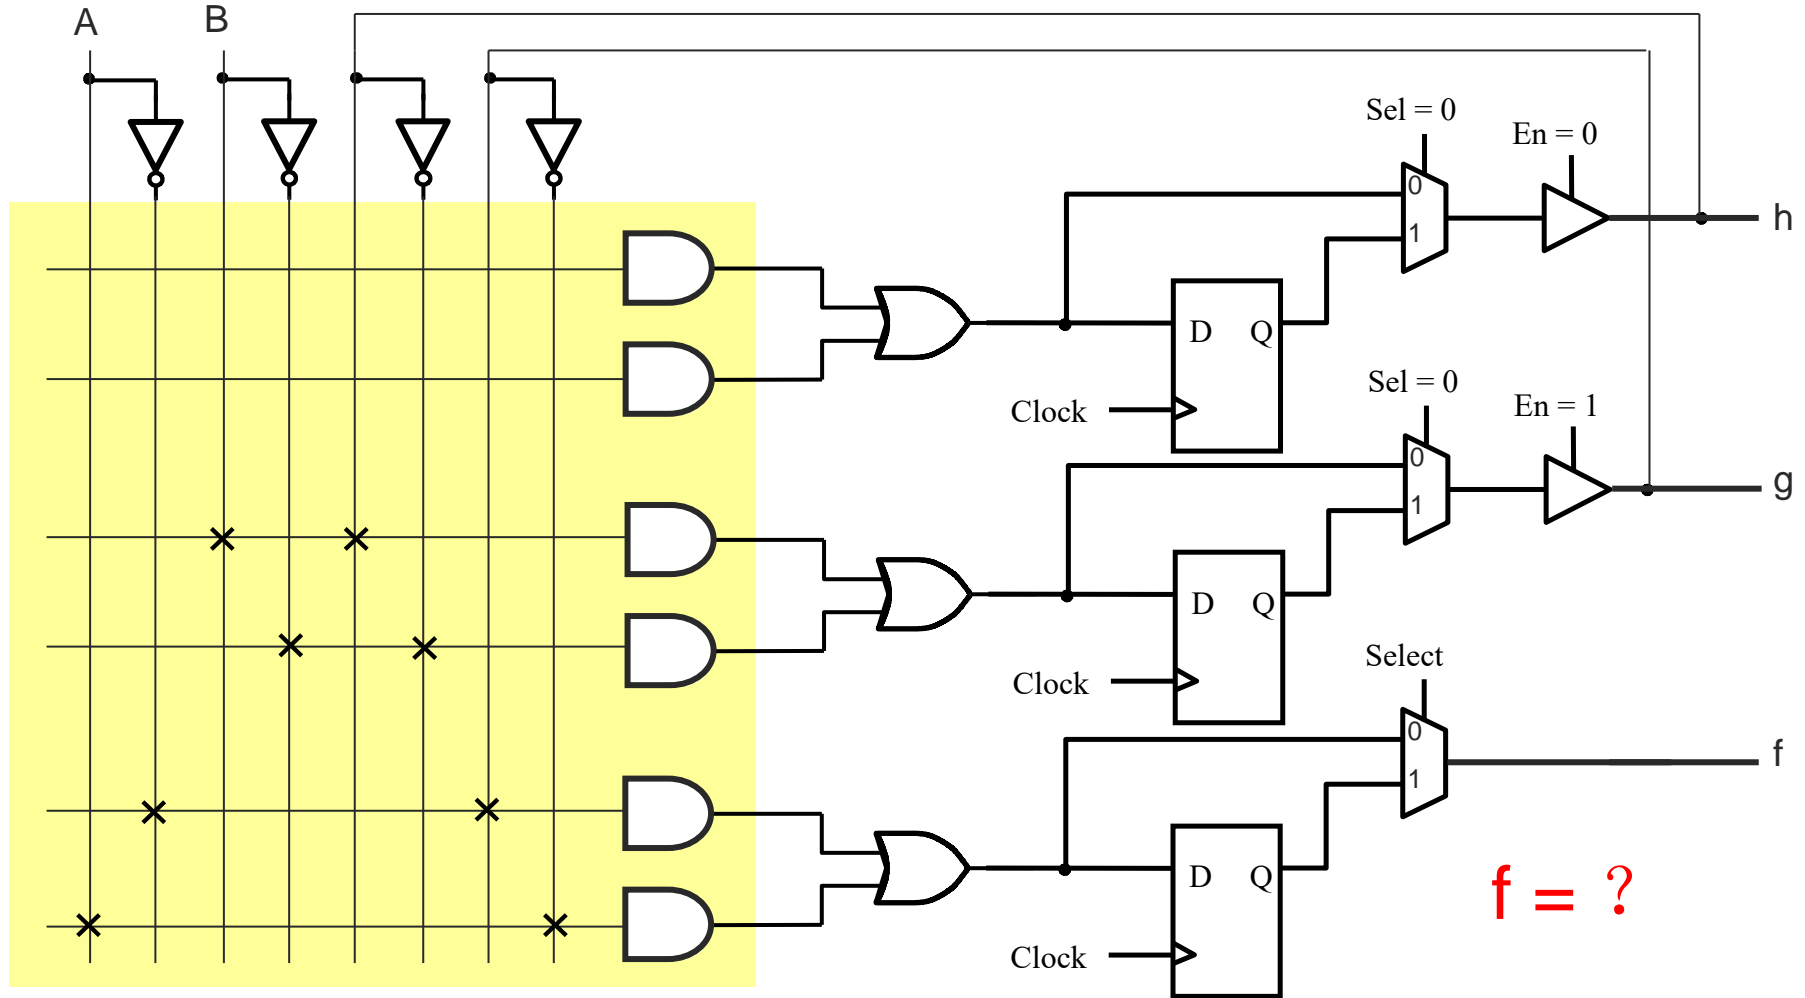 A
B
Sel = 0
En = 0
0
1
h
D Q
Clock
Sel = 0
En = 1
0
1
g
D Q
Clock
Select
0
1
f
D Q
Clock
f = ?